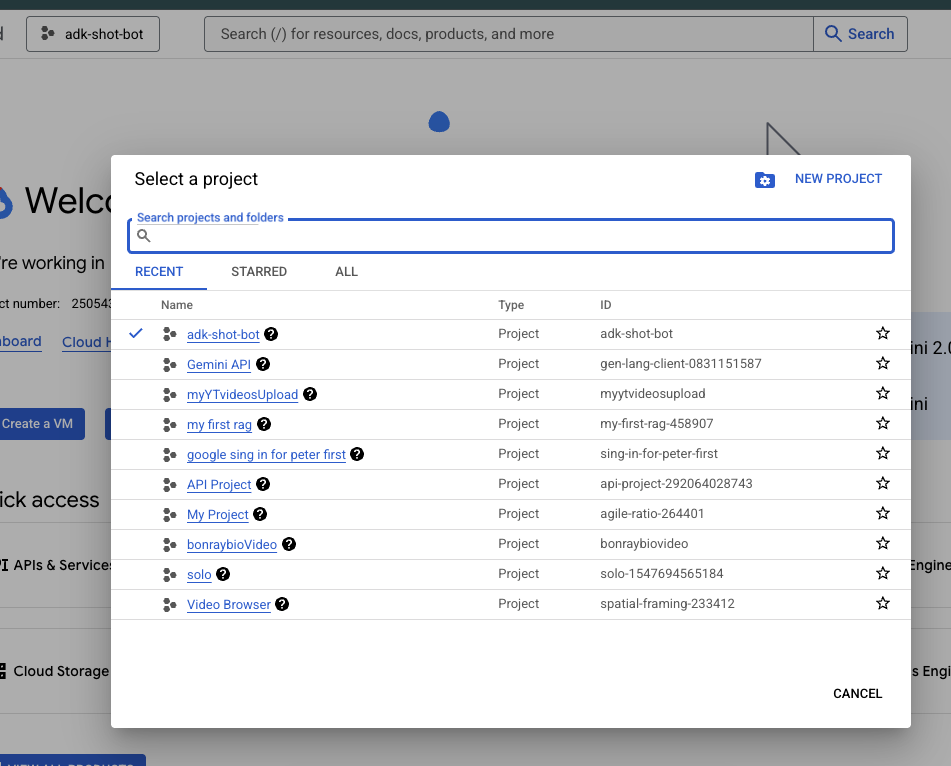 adk-shot-bot
Search (/) for resources, docs, products, and more
Search
Select a project
NEW PROJECT
Search projects and folders
RECENT STARRED ALL
Name Type ID
adk-shot-bot Project adk-shot-bot
Gemini API Project gen-lang-client-0831151587
myYTvideosUpload Project myytvideosupload
my first rag Project my-first-rag-458907
google sing in for peter first Project sing-in-for-peter-first
API Project Project api-project-292064028743
My Project Project agile-ratio-264401
bonraybioVideo Project bonraybiovideo
solo Project solo-1547694565184
Video Browser Project spatial-framing-233412
CANCEL
Welco
're working in
ct number: 25054
board Cloud H
ini 2.0
ini
Create a VM
ick access
APIs & Services
Engine
Cloud Storage
s Engi